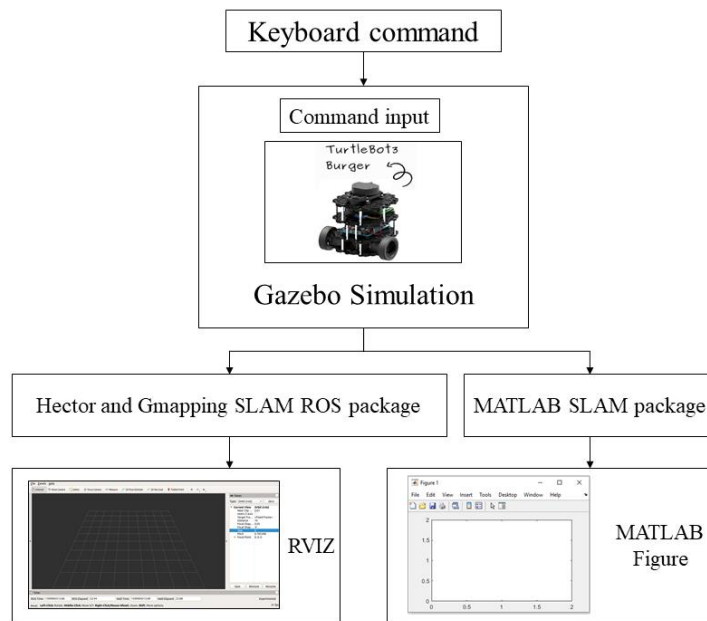 Keyboard command
Command input
TurtleBot3
Burger
Gazebo Simulation
Hector and Gmapping SLAM ROS package
MATLAB SLAM package
RVIZ
Figure 1
File Edit View Insert Tools Desktop Window Help
2
1.5
1
0.5
0
0 0.5 1 1.5 2
MATLAB
Figure